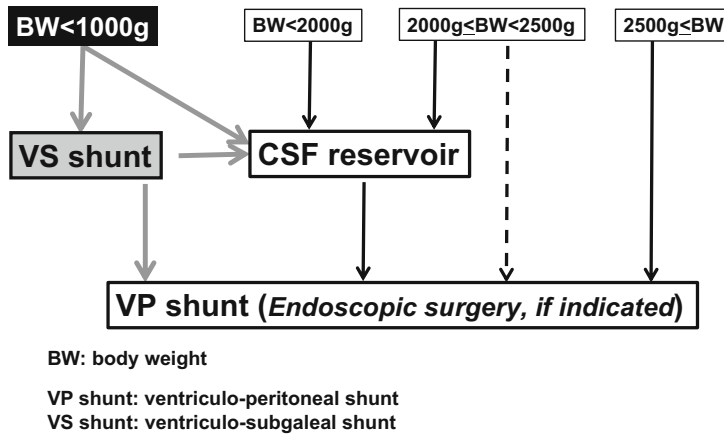 BW<1000g
BW<2000g
2000g≤BW<2500g
2500g≤BW
VS shunt
CSF reservoir
VP shunt (Endoscopic surgery, if indicated)
BW: body weight
VP shunt: ventriculo-peritoneal shunt
VS shunt: ventriculo-subgaleal shunt